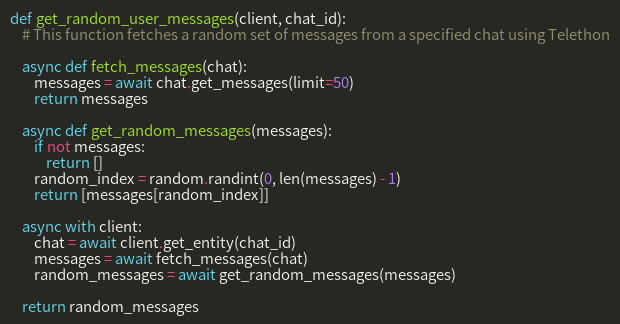 def get_random_user_messages(client, chat_id):
    # This function fetches a random set of messages from a specified chat using Telethon
    async def fetch_messages(chat):
        messages = await chat.get_messages(limit=50)
        return messages
    async def get_random_messages(messages):
        if not messages:
            return []
        random_index = random.randint(0, len(messages) - 1)
        return [messages[random_index]]
    async with client:
        chat = await client.get_entity(chat_id)
        messages = await fetch_messages(chat)
        random_messages = await get_random_messages(messages)
    return random_messages